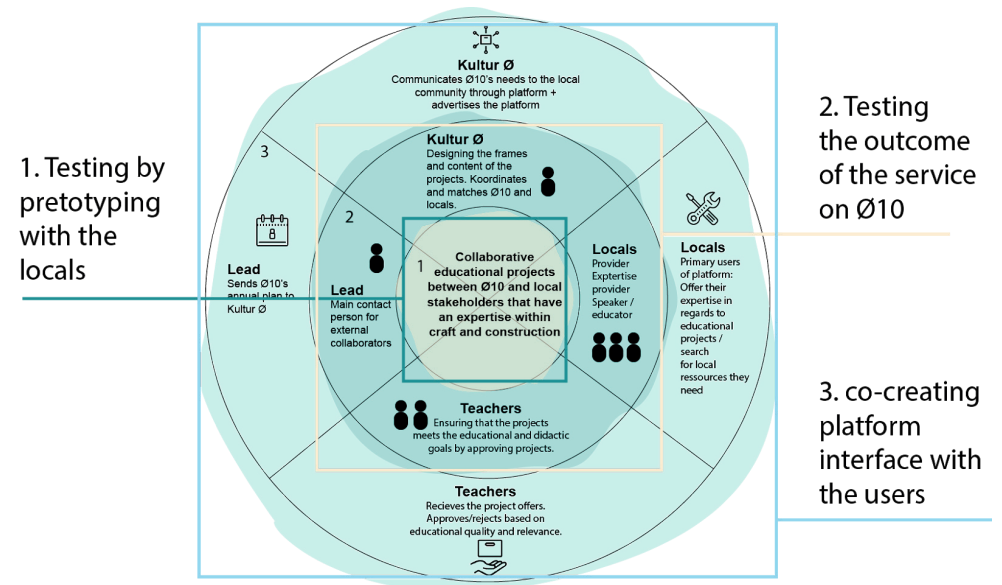 1. Testing by
pretotyping
with the
locals
Kultur Ø
Communicates Ø10's needs to the local
community through platform +
advertises the platform
3
Kultur Ø
Designing the frames
and content of the
projects. Koordinates
and matches Ø10 and
locals.
2
8
Lead
Sends Ø10's
annual plan to
Kultur Ø
Lead
Main contact
person for
external
collaborators
1
Collaborative
educational projects
between Ø10 and local
stakeholders that have
an expertise within
craft and construction
Locals
Provider
Exptertise
provider
Speaker /
educator
Locals
Primary users
of platform:
Offer their
expertise in
regards to
educational
projects /
search
for local
ressources they
need
Teachers
Ensuring that the projects
meets the educational and didactic
goals by approving projects.
Teachers
Recieves the project offers.
Approves/rejects based on
educational quality and relevance.
2. Testing
the outcome
of the service
on Ø10
3. co-creating
platform
interface with
the users